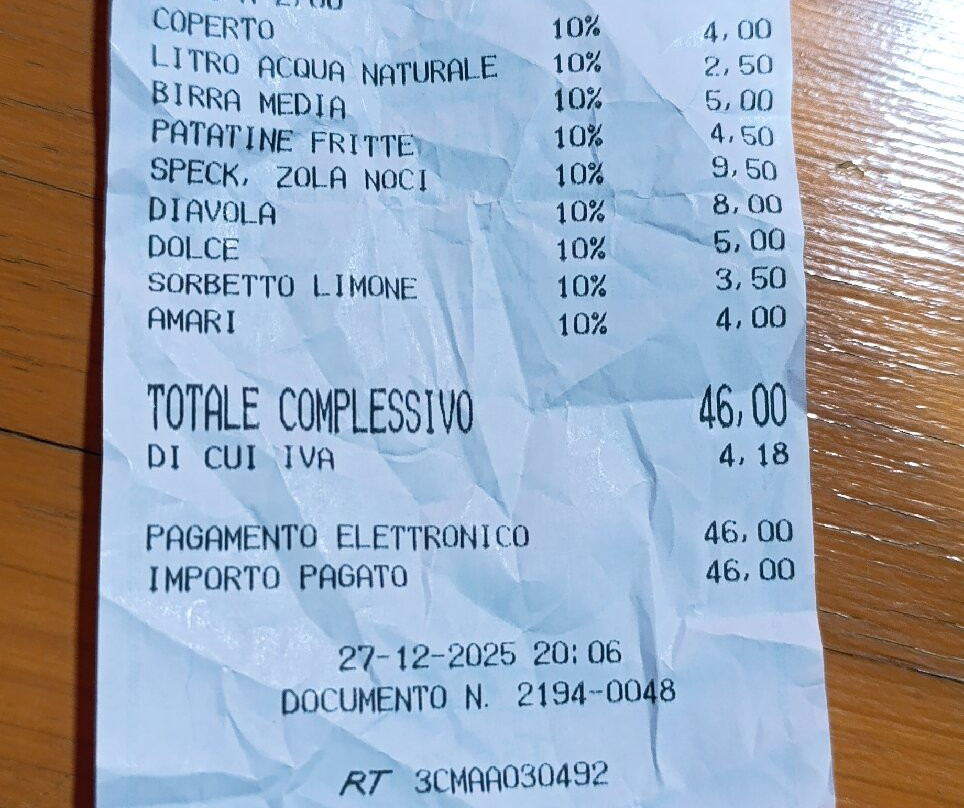 2,00
COPERTO 10% 4,00
LITRO ACQUA NATURALE 10% 2,50
BIRRA MEDIA 10% 5,00
PATATINE FRITTE 10% 4,50
SPECK, ZOLA NOCI 10% 9,50
DIAVOLA 10% 8,00
DOLCE 10% 5,00
SORBETTO LIMONE 10% 3,50
AMARI 10% 4,00
TOTALE COMPLESSIVO 46,00
DI CUI IVA 4,18
PAGAMENTO ELETTRONICO 46,00
IMPORTO PAGATO 46,00
27-12-2025 20:06
DOCUMENTO N. 2194-0048
RT 3CMAA030492